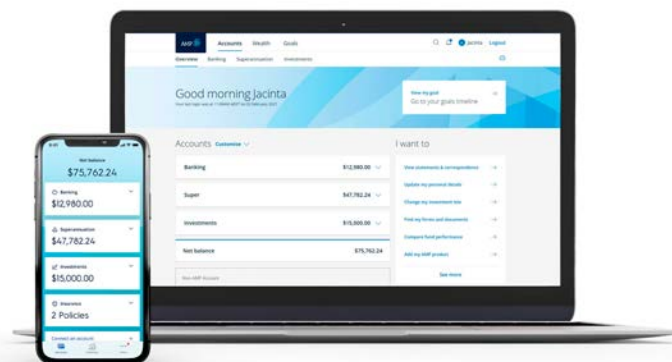 AMP
Accounts Wealth Goals
Jacinta Logout
Overview Banking Superannuation Investments
Good morning Jacinta
View my goal
Go to your goals timeline
Accounts Customise
I want to
Banking $12,980.00
Super $47,782.24
Investments $15,000.00
Net balance $75,762.24
View statements & correspondence
Update my personal details
Change my investment mix
Find my forms and documents
Compare fund performance
Add my AMP product
See more
Net balance
$75,762.24
Banking
$12,980.00
Superannuation
$47,782.24
Investments
$15,000.00
Insurance
2 Policies
Connect an account